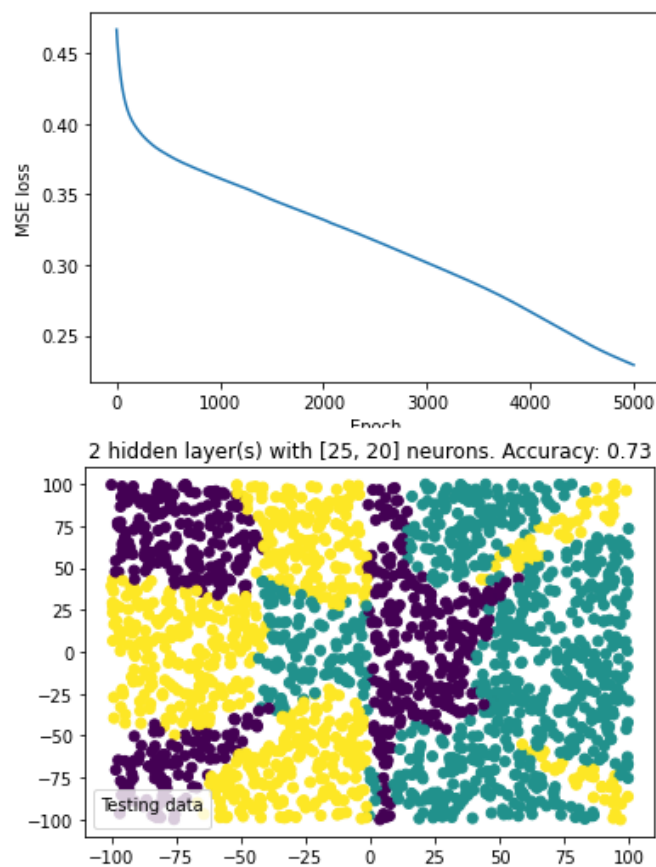 0.45
0.40
0.35
0.30
0.25
MSE loss
0 1000 2000 3000 4000 5000
Epoch
2 hidden layer(s) with [25, 20] neurons. Accuracy: 0.73
100
75
50
25
0
−25
−50
−75
−100
Testing data
−100 −75 −50 −25 0 25 50 75 100